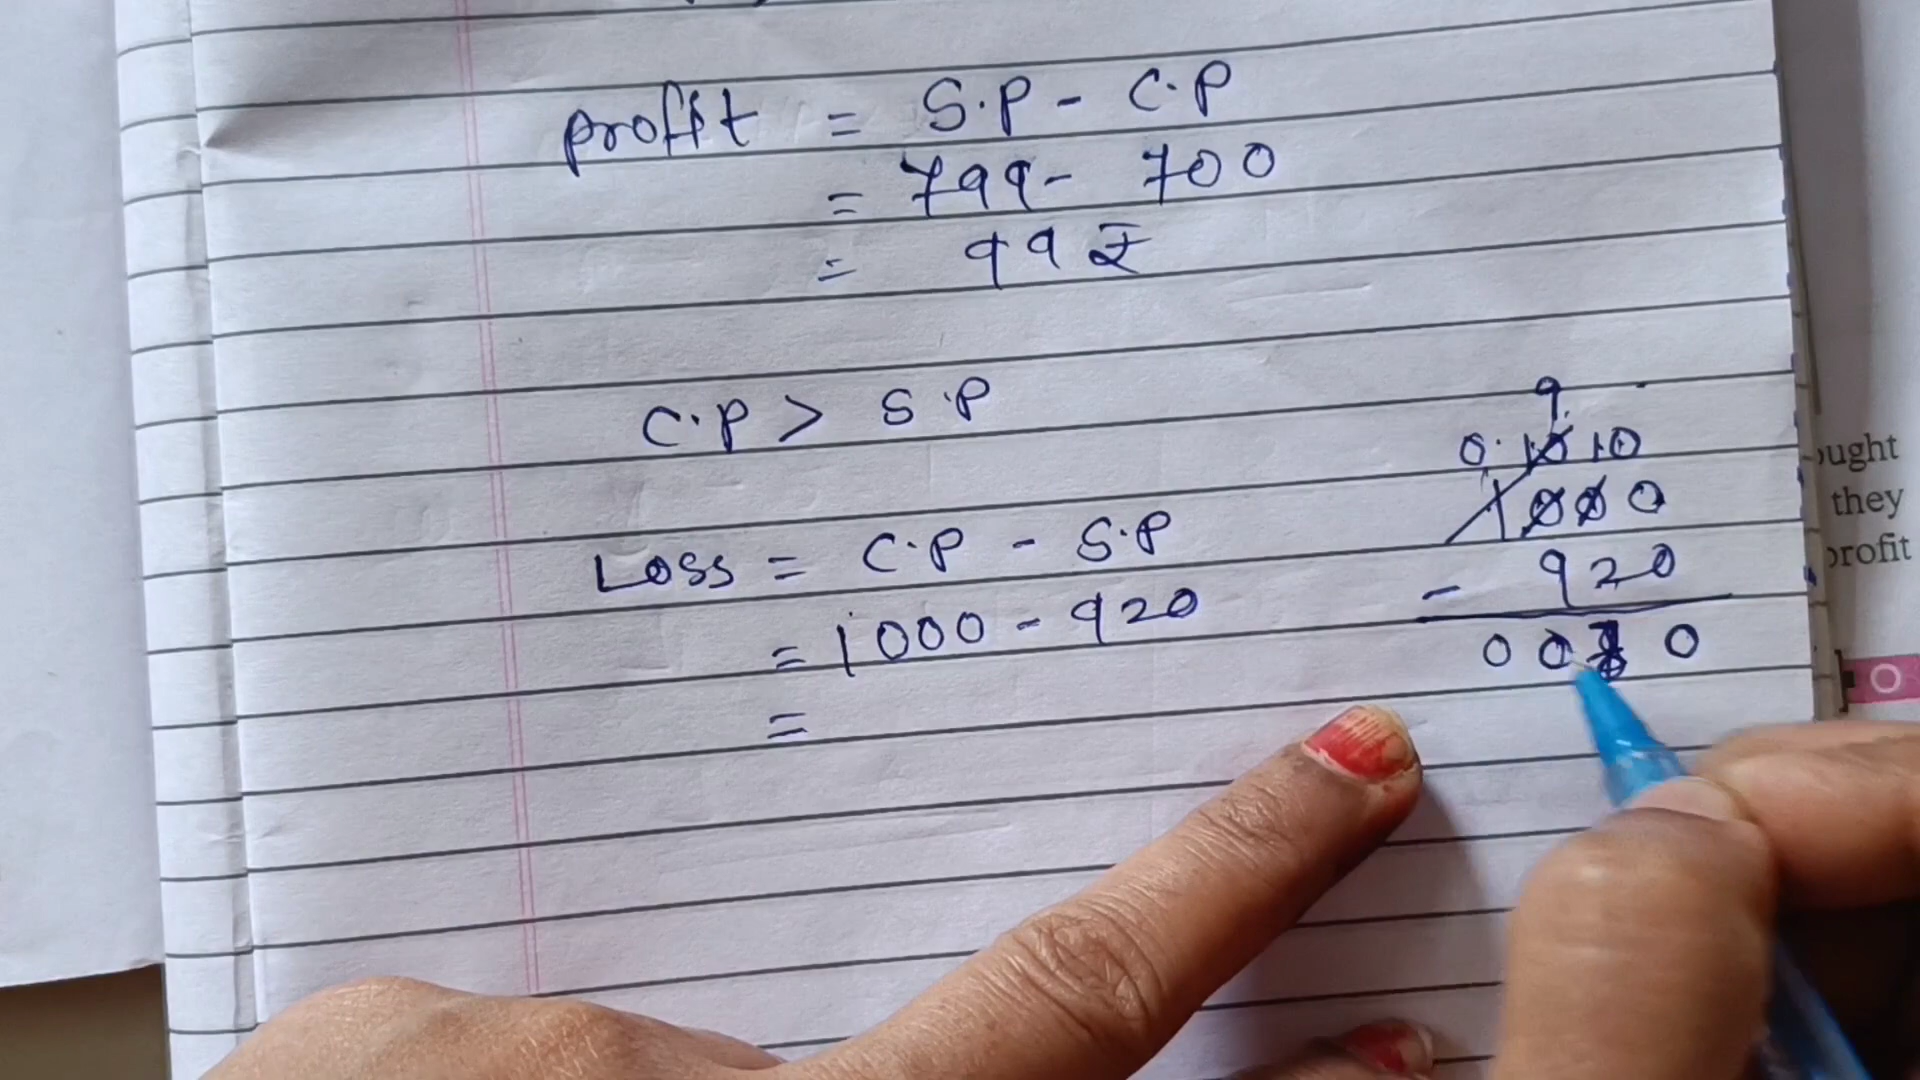 profit = S.P - C.P
= 799 - 700
= 99 ₹
C.P > S.P
Loss = C.P - S.P
= 1000 - 920
=
9
0 10 10
1000
- 920
0080
ought
they
profit